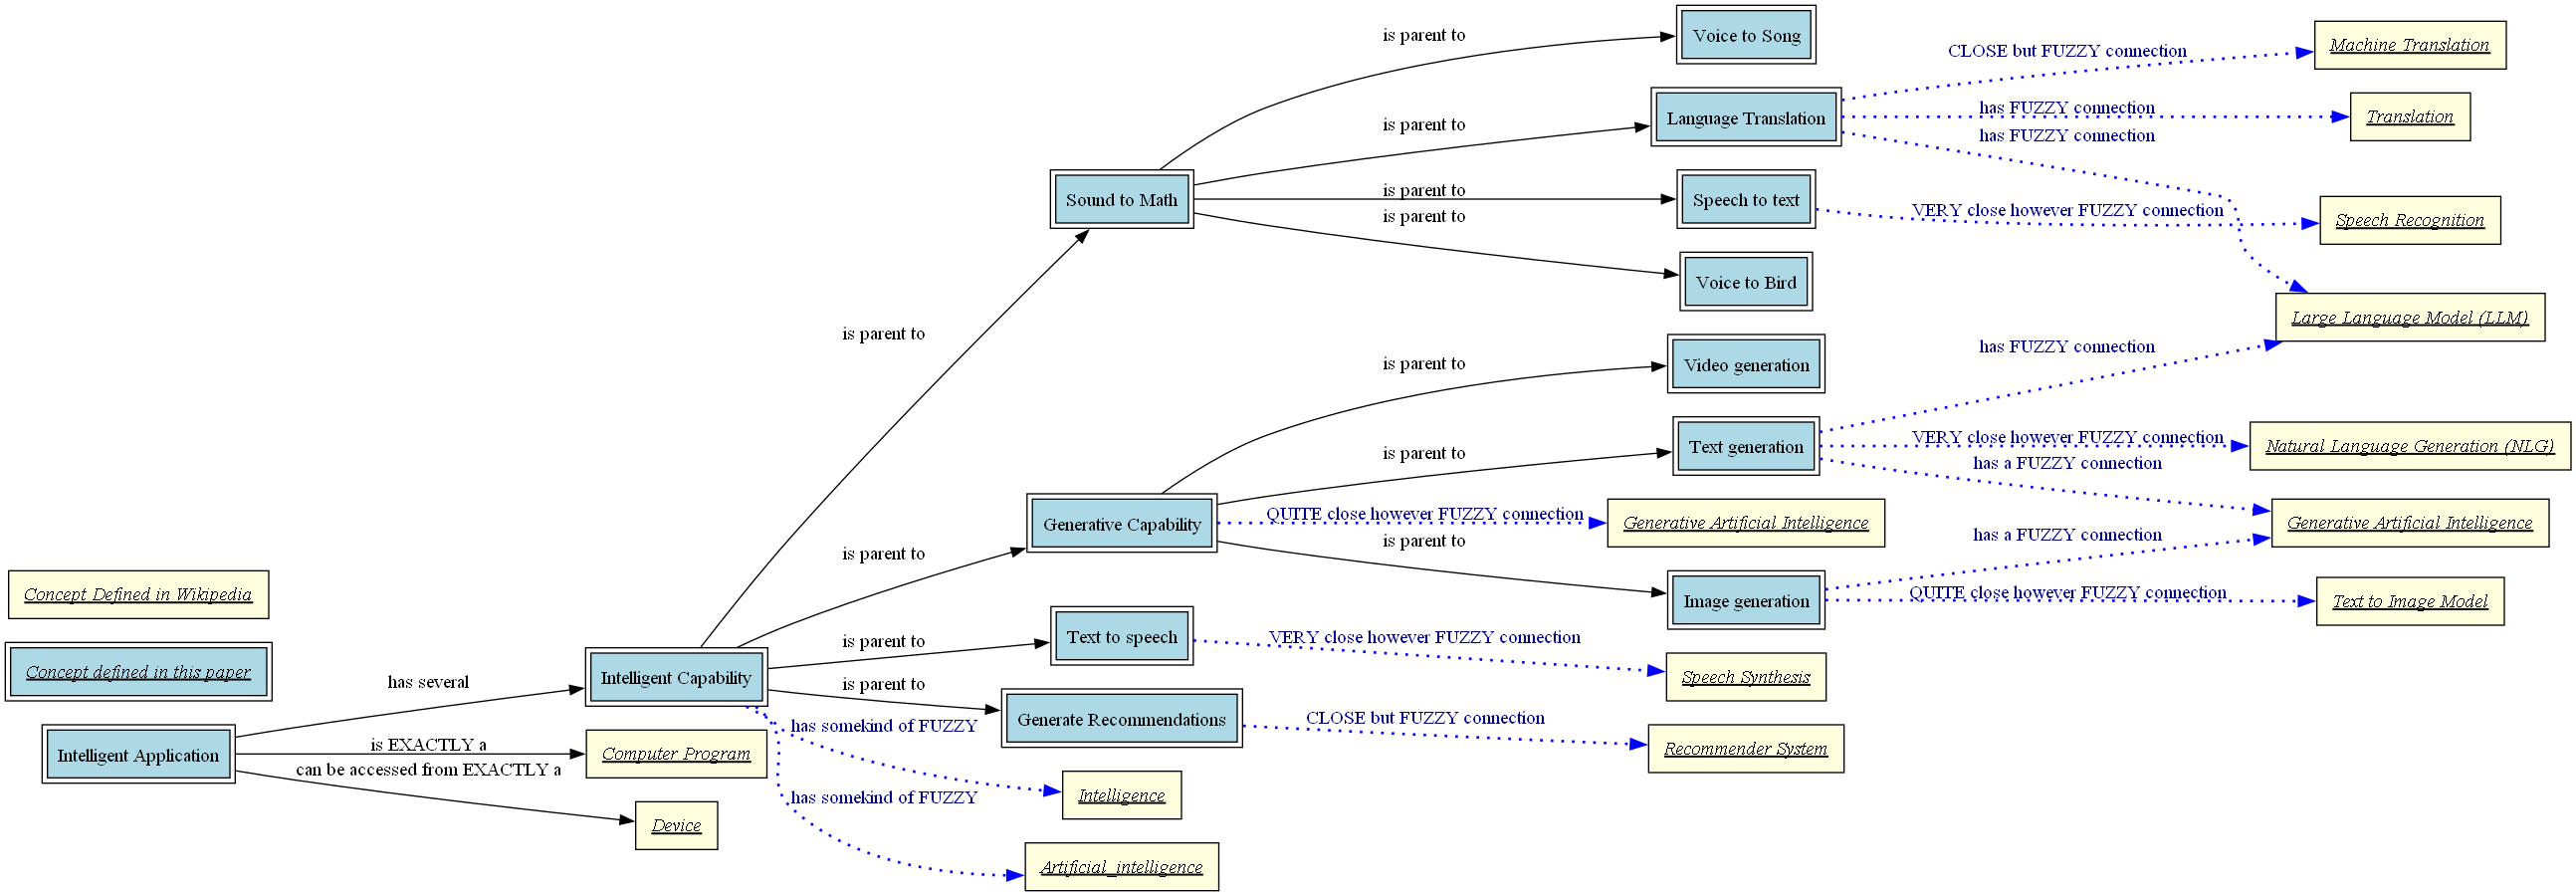 is parent to
Voice to Song
CLOSE but FUZZY connection
Machine Translation
is parent to
Language Translation
has FUZZY connection
Translation
has FUZZY connection
Sound to Math
is parent to
Speech to text
VERY close however FUZZY connection
Speech Recognition
is parent to
Voice to Bird
Large Language Model (LLM)
is parent to
is parent to
Video generation
has FUZZY connection
is parent to
Text generation
VERY close however FUZZY connection
Natural Language Generation (NLG)
has a FUZZY connection
Generative Capability
QUITE close however FUZZY connection
Generative Artificial Intelligence
Generative Artificial Intelligence
is parent to
is parent to
has a FUZZY connection
Image generation
QUITE close however FUZZY connection
Text to Image Model
Concept Defined in Wikipedia
is parent to
Text to speech
VERY close however FUZZY connection
Speech Synthesis
Concept defined in this paper
has several
Intelligent Capability
is parent to
Generate Recommendations
CLOSE but FUZZY connection
Recommender System
has somekind of FUZZY
Intelligent Application
is EXACTLY a
Computer Program
can be accessed from EXACTLY a
has somekind of FUZZY
Intelligence
Device
Artificial_intelligence